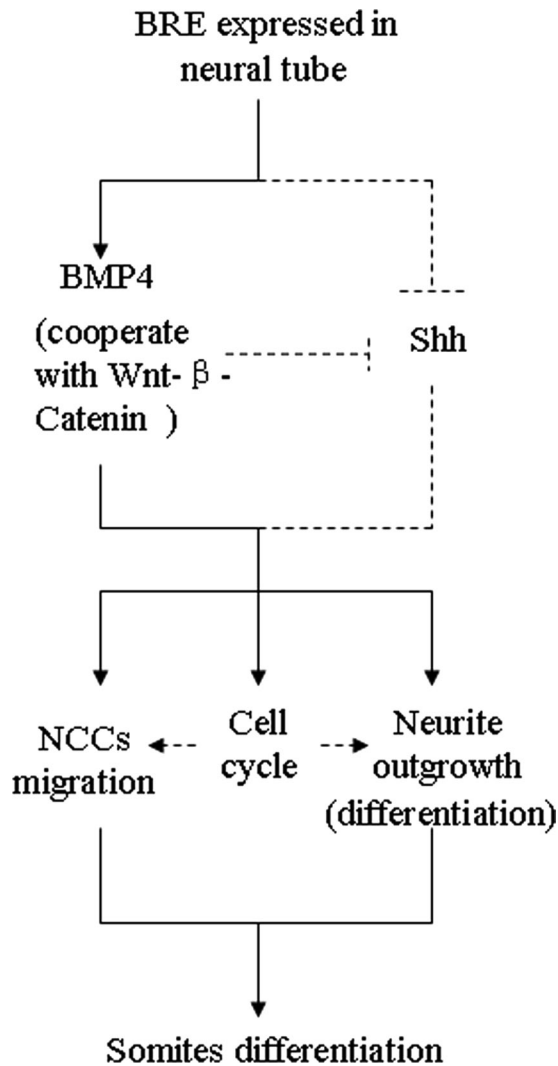 BRE expressed in
neural tube
BMP4
(cooperate
with Wnt- β -
Catenin )
Shh
NCCs
migration
Cell
cycle
Neurite
outgrowth
(differentiation)
Somites differentiation